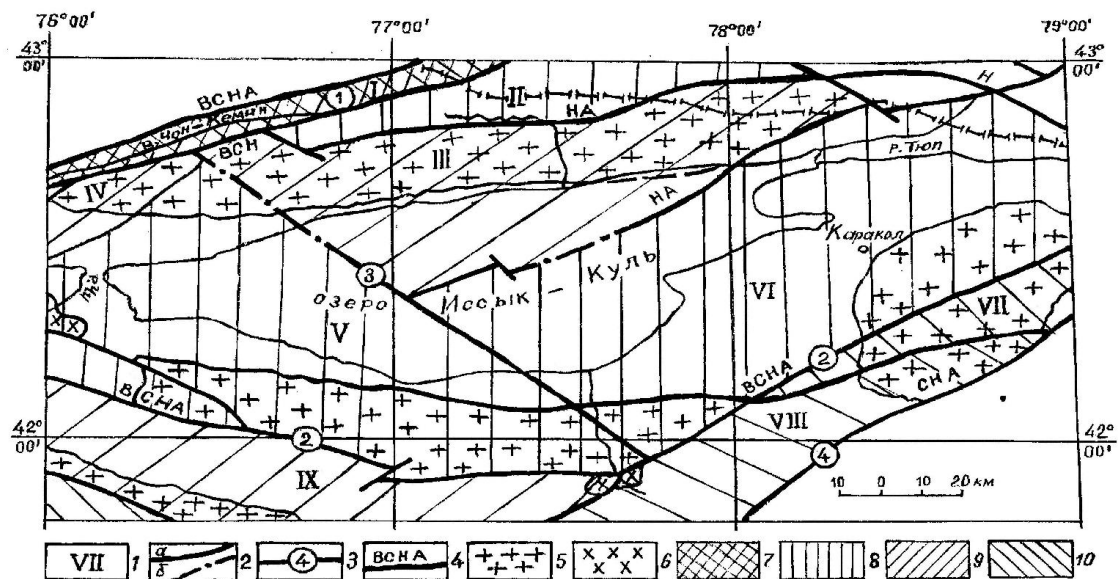 76°00' 77°00' 78°00' 79°00'
43°00' 43°00'
ВСНА
1 I
р. Чон-Кемин
ВСН
II
НА
Н
III
IV
р. Тюп
НА
Каракол
3
озеро Иссык-Куль
V
VI
VII
2
ВСНА
СНА
ВСНА
VIII
42°00' 42°00'
2
4
IX
10 0 10 20 км
VII 1 а б 2 4 3 ВСНА 4 5 6 7 8 9 10